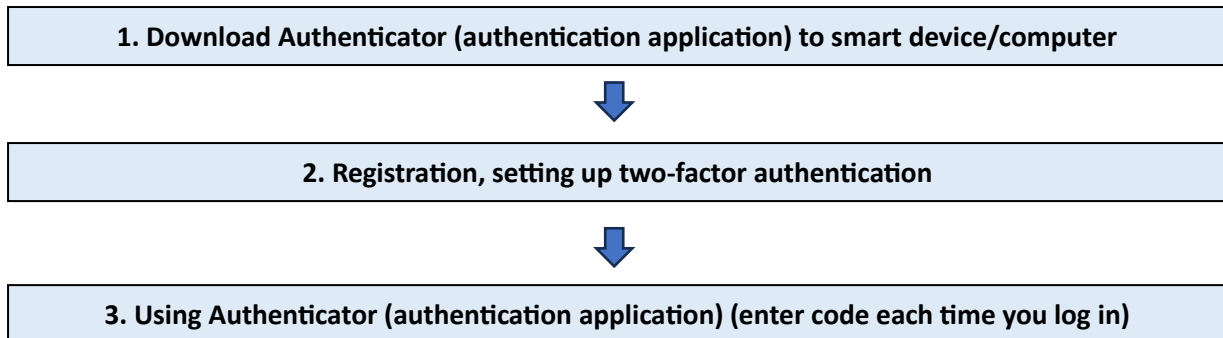 1. Download Authenticator (authentication application) to smart device/computer
2. Registration, setting up two-factor authentication
3. Using Authenticator (authentication application) (enter code each time you log in)